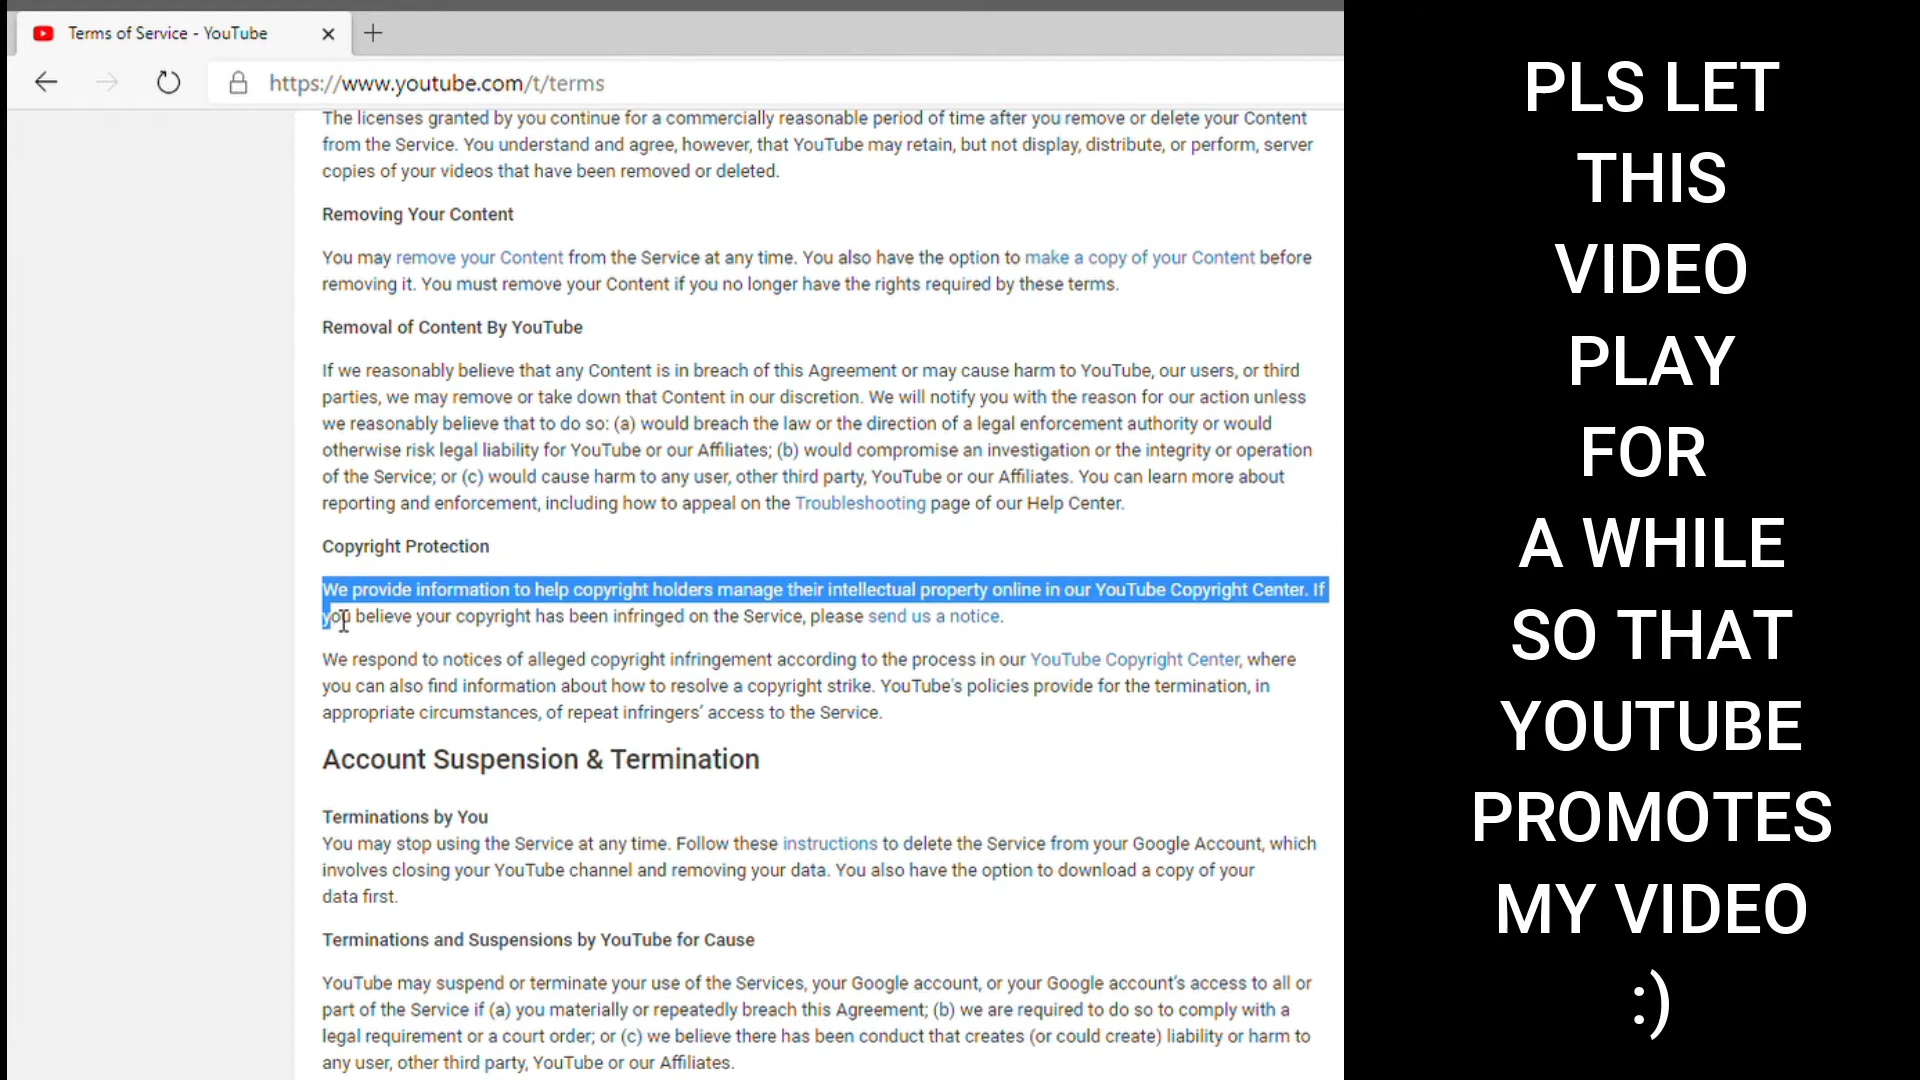 Terms of Service - YouTube
https://www.youtube.com/t/terms
The licenses granted by you continue for a commercially reasonable period of time after you remove or delete your Content
from the Service. You understand and agree, however, that YouTube may retain, but not display, distribute, or perform, server
copies of your videos that have been removed or deleted.
Removing Your Content
You may remove your Content from the Service at any time. You also have the option to make a copy of your Content before
removing it. You must remove your Content if you no longer have the rights required by these terms.
Removal of Content By YouTube
If we reasonably believe that any Content is in breach of this Agreement or may cause harm to YouTube, our users, or third
parties, we may remove or take down that Content in our discretion. We will notify you with the reason for our action unless
we reasonably believe that to do so: (a) would breach the law or the direction of a legal enforcement authority or would
otherwise risk legal liability for YouTube or our Affiliates; (b) would compromise an investigation or the integrity or operation
of the Service; or (c) would cause harm to any user, other third party, YouTube or our Affiliates. You can learn more about
reporting and enforcement, including how to appeal on the Troubleshooting page of our Help Center.
Copyright Protection
We provide information to help copyright holders manage their intellectual property online in our YouTube Copyright Center. If
you believe your copyright has been infringed on the Service, please send us a notice.
We respond to notices of alleged copyright infringement according to the process in our YouTube Copyright Center, where
you can also find information about how to resolve a copyright strike. YouTube's policies provide for the termination, in
appropriate circumstances, of repeat infringers’ access to the Service.
Account Suspension & Termination
Terminations by You
You may stop using the Service at any time. Follow these instructions to delete the Service from your Google Account, which
involves closing your YouTube channel and removing your data. You also have the option to download a copy of your
data first.
Terminations and Suspensions by YouTube for Cause
YouTube may suspend or terminate your use of the Services, your Google account, or your Google account’s access to all or
part of the Service if (a) you materially or repeatedly breach this Agreement; (b) we are required to do so to comply with a
legal requirement or a court order; or (c) we believe there has been conduct that creates (or could create) liability or harm to
any user, other third party, YouTube or our Affiliates.
PLS LET
THIS
VIDEO
PLAY
FOR
A WHILE
SO THAT
YOUTUBE
PROMOTES
MY VIDEO
:)